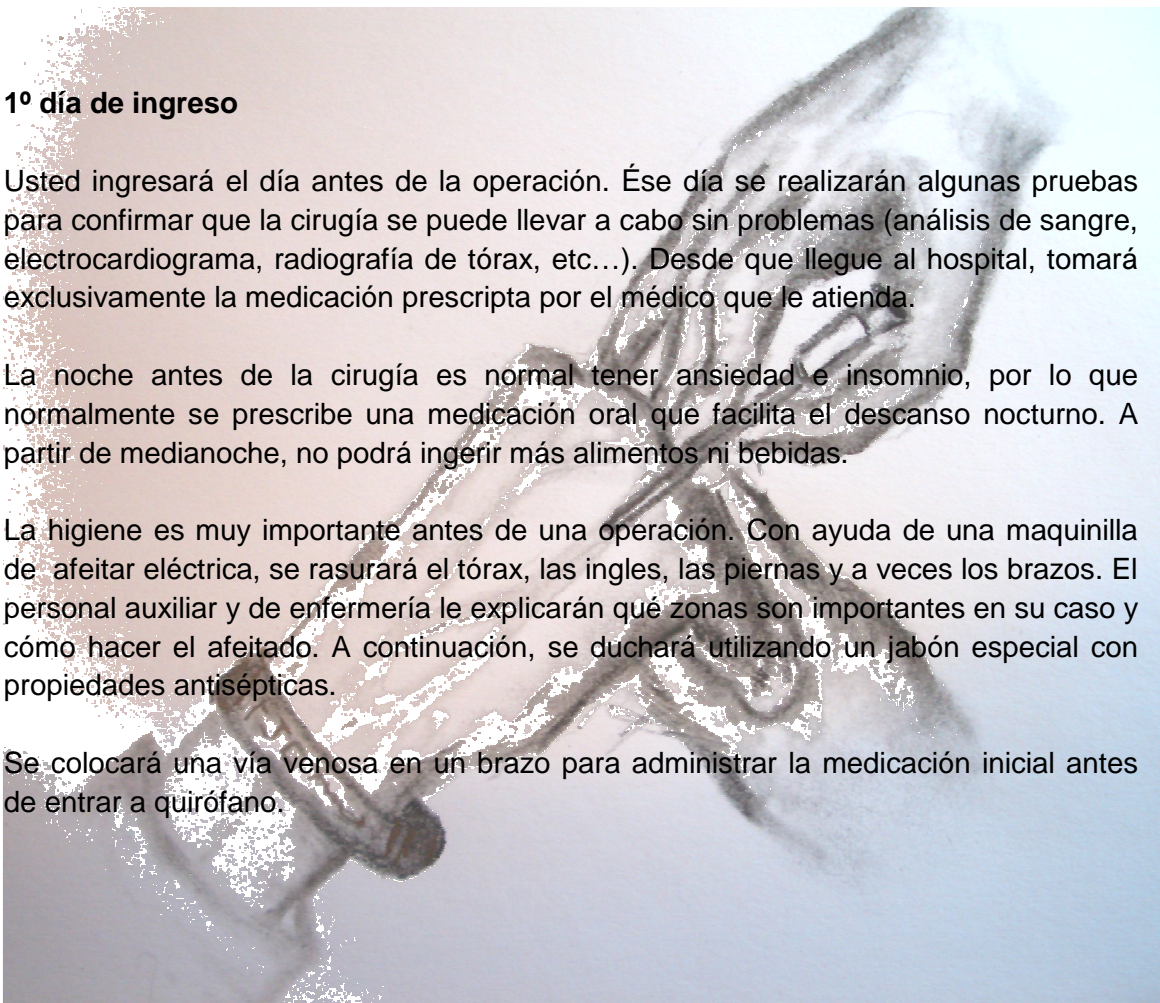 1º día de ingreso
Usted ingresará el día antes de la operación. Ése día se realizarán algunas pruebas
para confirmar que la cirugía se puede llevar a cabo sin problemas (análisis de sangre,
electrocardiograma, radiografía de tórax, etc…). Desde que llegue al hospital, tomará
exclusivamente la medicación prescripta por el médico que le atienda.
La noche antes de la cirugía es normal tener ansiedad e insomnio, por lo que
normalmente se prescribe una medicación oral que facilita el descanso nocturno. A
partir de medianoche, no podrá ingerir más alimentos ni bebidas.
La higiene es muy importante antes de una operación. Con ayuda de una maquinilla
de afeitar eléctrica, se rasurará el tórax, las ingles, las piernas y a veces los brazos. El
personal auxiliar y de enfermería le explicarán qué zonas son importantes en su caso y
cómo hacer el afeitado. A continuación, se duchará utilizando un jabón especial con
propiedades antisépticas.
Se colocará una vía venosa en un brazo para administrar la medicación inicial antes
de entrar a quirófano.